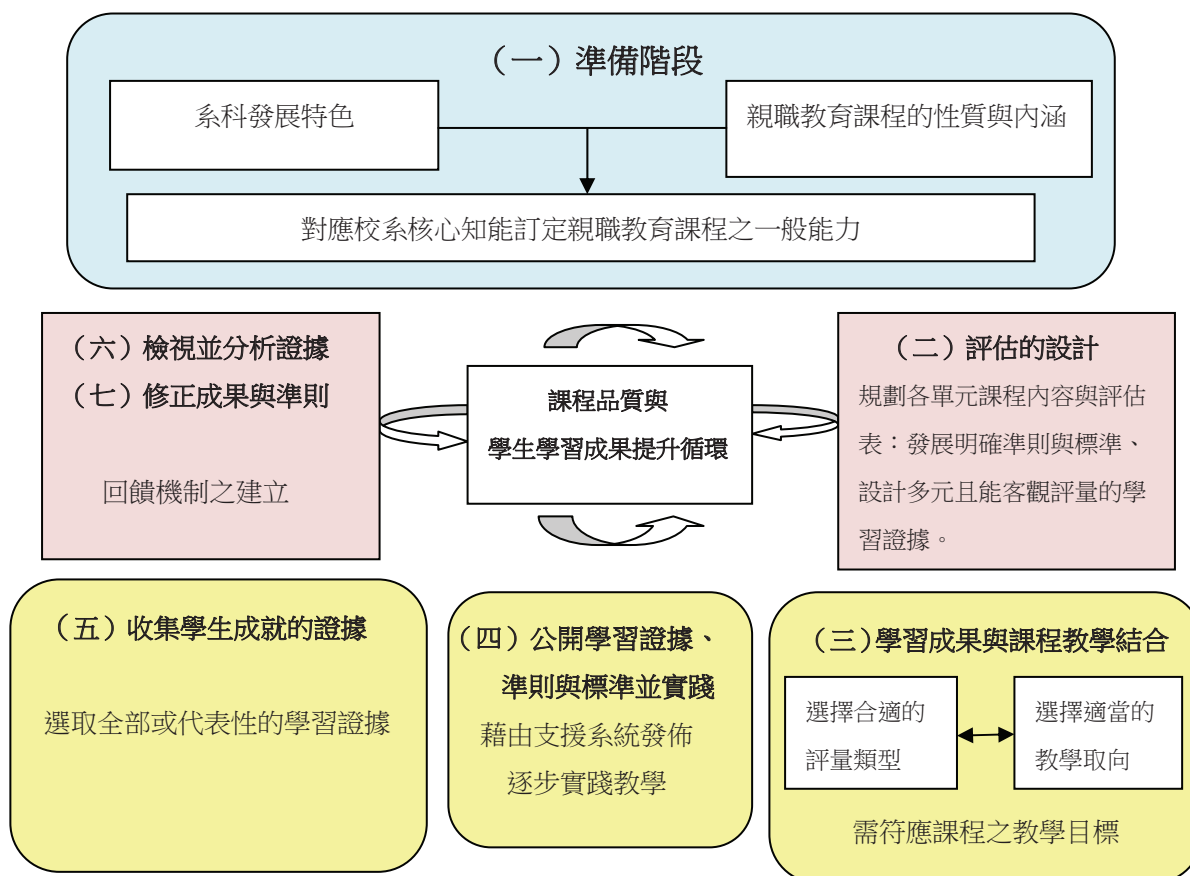 （一）準備階段
系科發展特色
親職教育課程的性質與內涵
對應校系核心知能訂定親職教育課程之一般能力
（六）檢視並分析證據
（七）修正成果與準則
回饋機制之建立
課程品質與
學生學習成果提升循環
（二）評估的設計
規劃各單元課程內容與評估
表：發展明確準則與標準、
設計多元且能客觀評量的學
習證據。
（五）收集學生成就的證據
選取全部或代表性的學習證據
（四）公開學習證據、
準則與標準並實踐
藉由支援系統發佈
逐步實踐教學
（三）學習成果與課程教學結合
選擇合適的
評量類型
選擇適當的
教學取向
需符應課程之教學目標